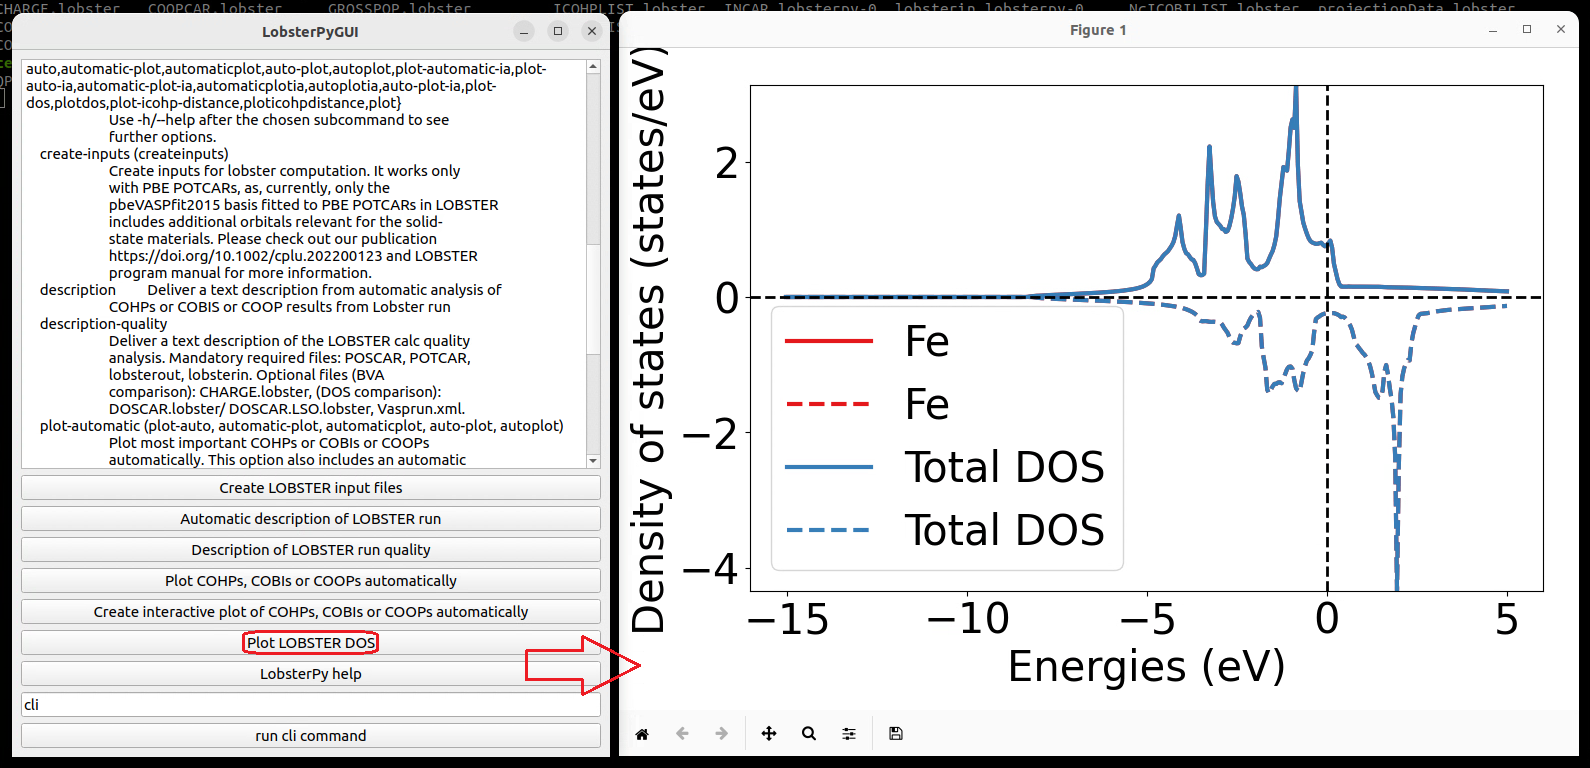 CHARGE.lobster COOPCAR.lobster GROSSPOP.lobster ICOHPLIST.lobster INCAR.lobsterpy-0 lobsterin.lobsterpy-0 NcICOBILIST.lobster projectionData.lobster
LobsterPyGUI
auto,automatic-plot,automaticplot,auto-plot,autoplot,plot-automatic-ia,plot-
auto-ia,automatic-plot-ia,automaticplotia,autoplotia,auto-plot-ia,plot-
dos,plotdos,plot-icohp-distance,ploticohpdistance,plot}
Use -h/--help after the chosen subcommand to see
further options.
create-inputs (createinputs)
Create inputs for lobster computation. It works only
with PBE POTCARs, as, currently, only the
pbeVASPfit2015 basis fitted to PBE POTCARs in LOBSTER
includes additional orbitals relevant for the solid-
state materials. Please check out our publication
https://doi.org/10.1002/cplu.202200123 and LOBSTER
program manual for more information.
description Deliver a text description from automatic analysis of
COHPs or COBIS or COOP results from Lobster run
description-quality
Deliver a text description of the LOBSTER calc quality
analysis. Mandatory required files: POSCAR, POTCAR,
lobsterout, lobsterin. Optional files (BVA
comparison): CHARGE.lobster, (DOS comparison):
DOSCAR.lobster/ DOSCAR.LSO.lobster, Vasprun.xml.
plot-automatic (plot-auto, automatic-plot, automaticplot, auto-plot, autoplot)
Plot most important COHPs or COBIs or COOPs
automatically. This option also includes an automatic
Create LOBSTER input files
Automatic description of LOBSTER run
Description of LOBSTER run quality
Plot COHPs, COBIs or COOPs automatically
Create interactive plot of COHPs, COBIs or COOPs automatically
Plot LOBSTER DOS
LobsterPy help
cli
run cli command
Figure 1
Density of states (states/eV)
2
0
−2
−4
Fe
Fe
Total DOS
Total DOS
−15 −10 −5 0 5
Energies (eV)